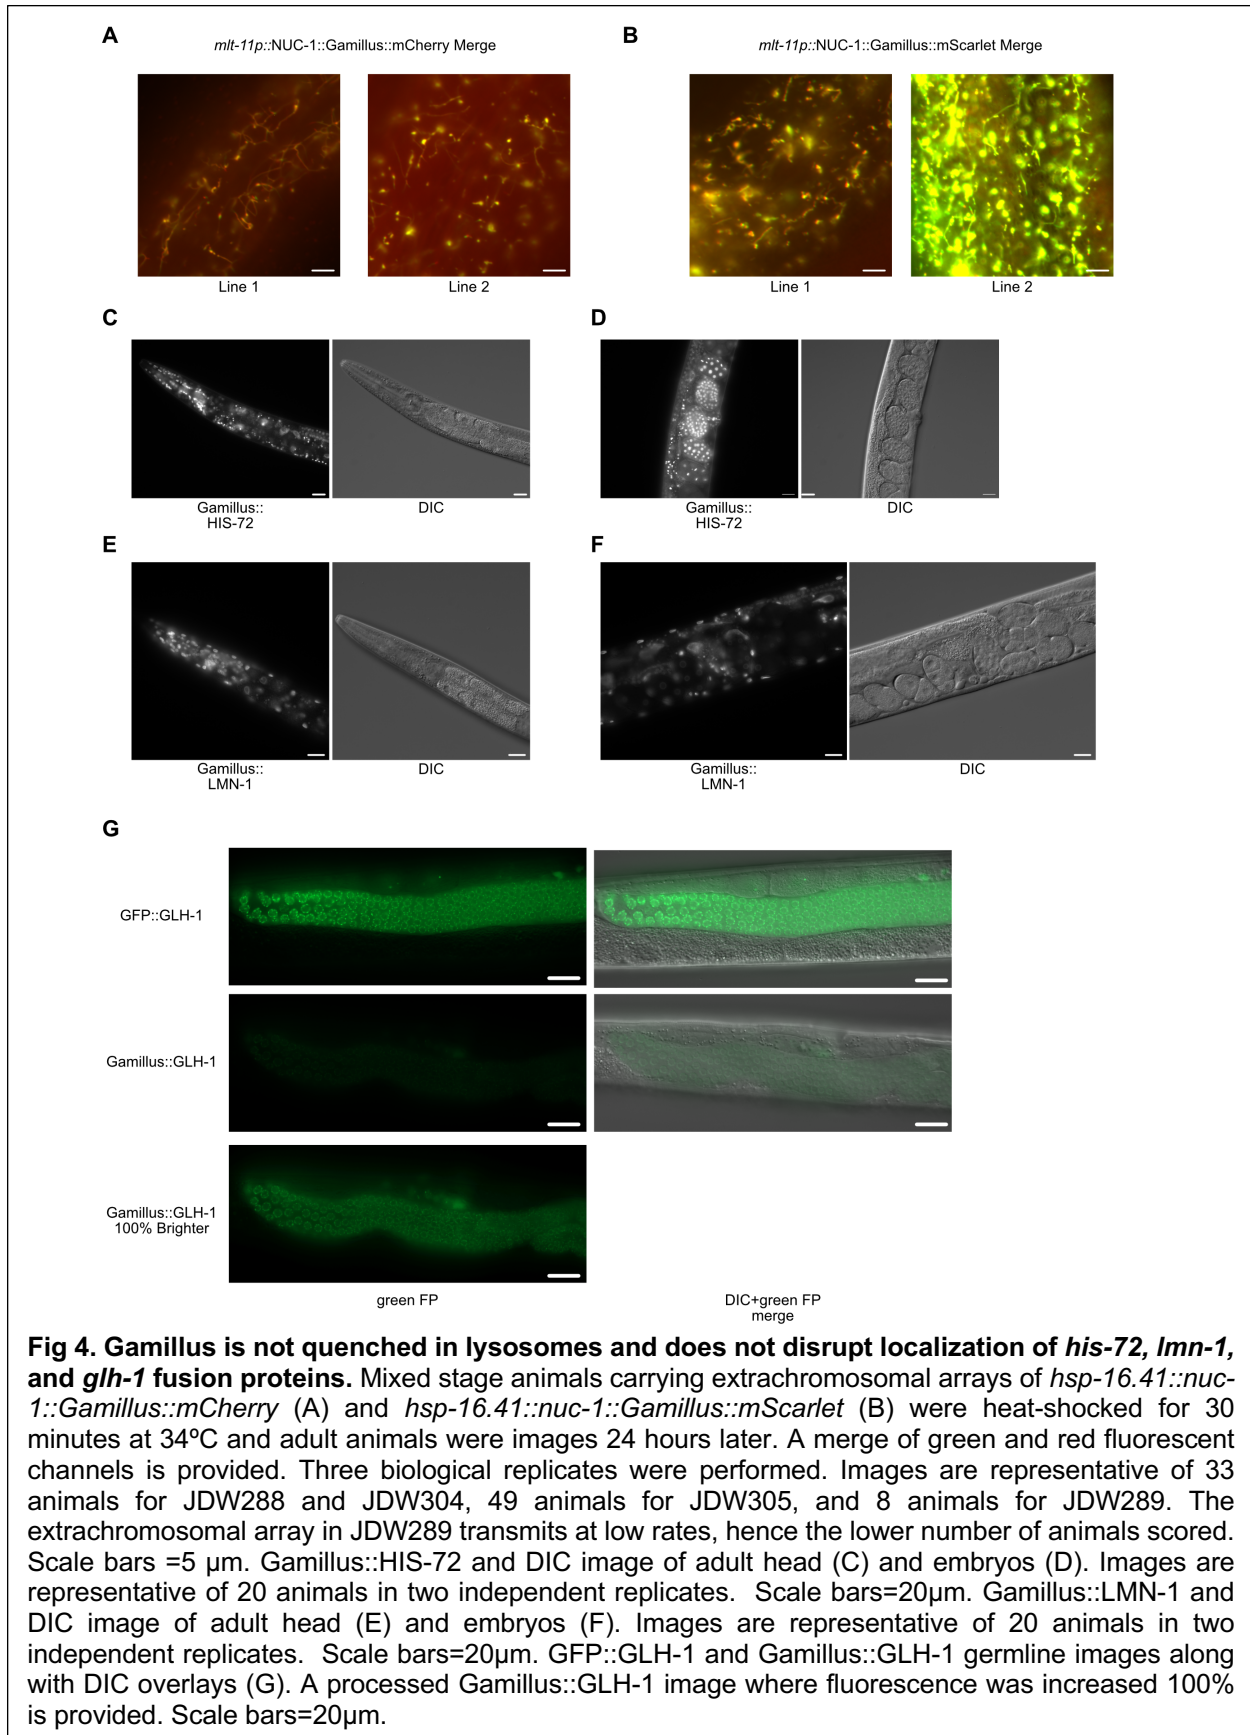 A
mlt-11p::NUC-1::Gamillus::mCherry Merge
B
mlt-11p::NUC-1::Gamillus::mScarlet Merge
Line 1
Line 2
Line 1
Line 2
C
D
Gamillus::
HIS-72
DIC
Gamillus::
HIS-72
DIC
E
F
Gamillus::
LMN-1
DIC
Gamillus::
LMN-1
DIC
G
GFP::GLH-1
Gamillus::GLH-1
Gamillus::GLH-1
100% Brighter
green FP
DIC+green FP
merge
Fig 4. Gamillus is not quenched in lysosomes and does not disrupt localization of his-72, lmn-1,
and glh-1 fusion proteins. Mixed stage animals carrying extrachromosomal arrays of hsp-16.41::nuc-
1::Gamillus::mCherry (A) and hsp-16.41::nuc-1::Gamillus::mScarlet (B) were heat-shocked for 30
minutes at 34ºC and adult animals were images 24 hours later. A merge of green and red fluorescent
channels is provided. Three biological replicates were performed. Images are representative of 33
animals for JDW288 and JDW304, 49 animals for JDW305, and 8 animals for JDW289. The
extrachromosomal array in JDW289 transmits at low rates, hence the lower number of animals scored.
Scale bars =5 µm. Gamillus::HIS-72 and DIC image of adult head (C) and embryos (D). Images are
representative of 20 animals in two independent replicates. Scale bars=20µm. Gamillus::LMN-1 and
DIC image of adult head (E) and embryos (F). Images are representative of 20 animals in two
independent replicates. Scale bars=20µm. GFP::GLH-1 and Gamillus::GLH-1 germline images along
with DIC overlays (G). A processed Gamillus::GLH-1 image where fluorescence was increased 100%
is provided. Scale bars=20µm.